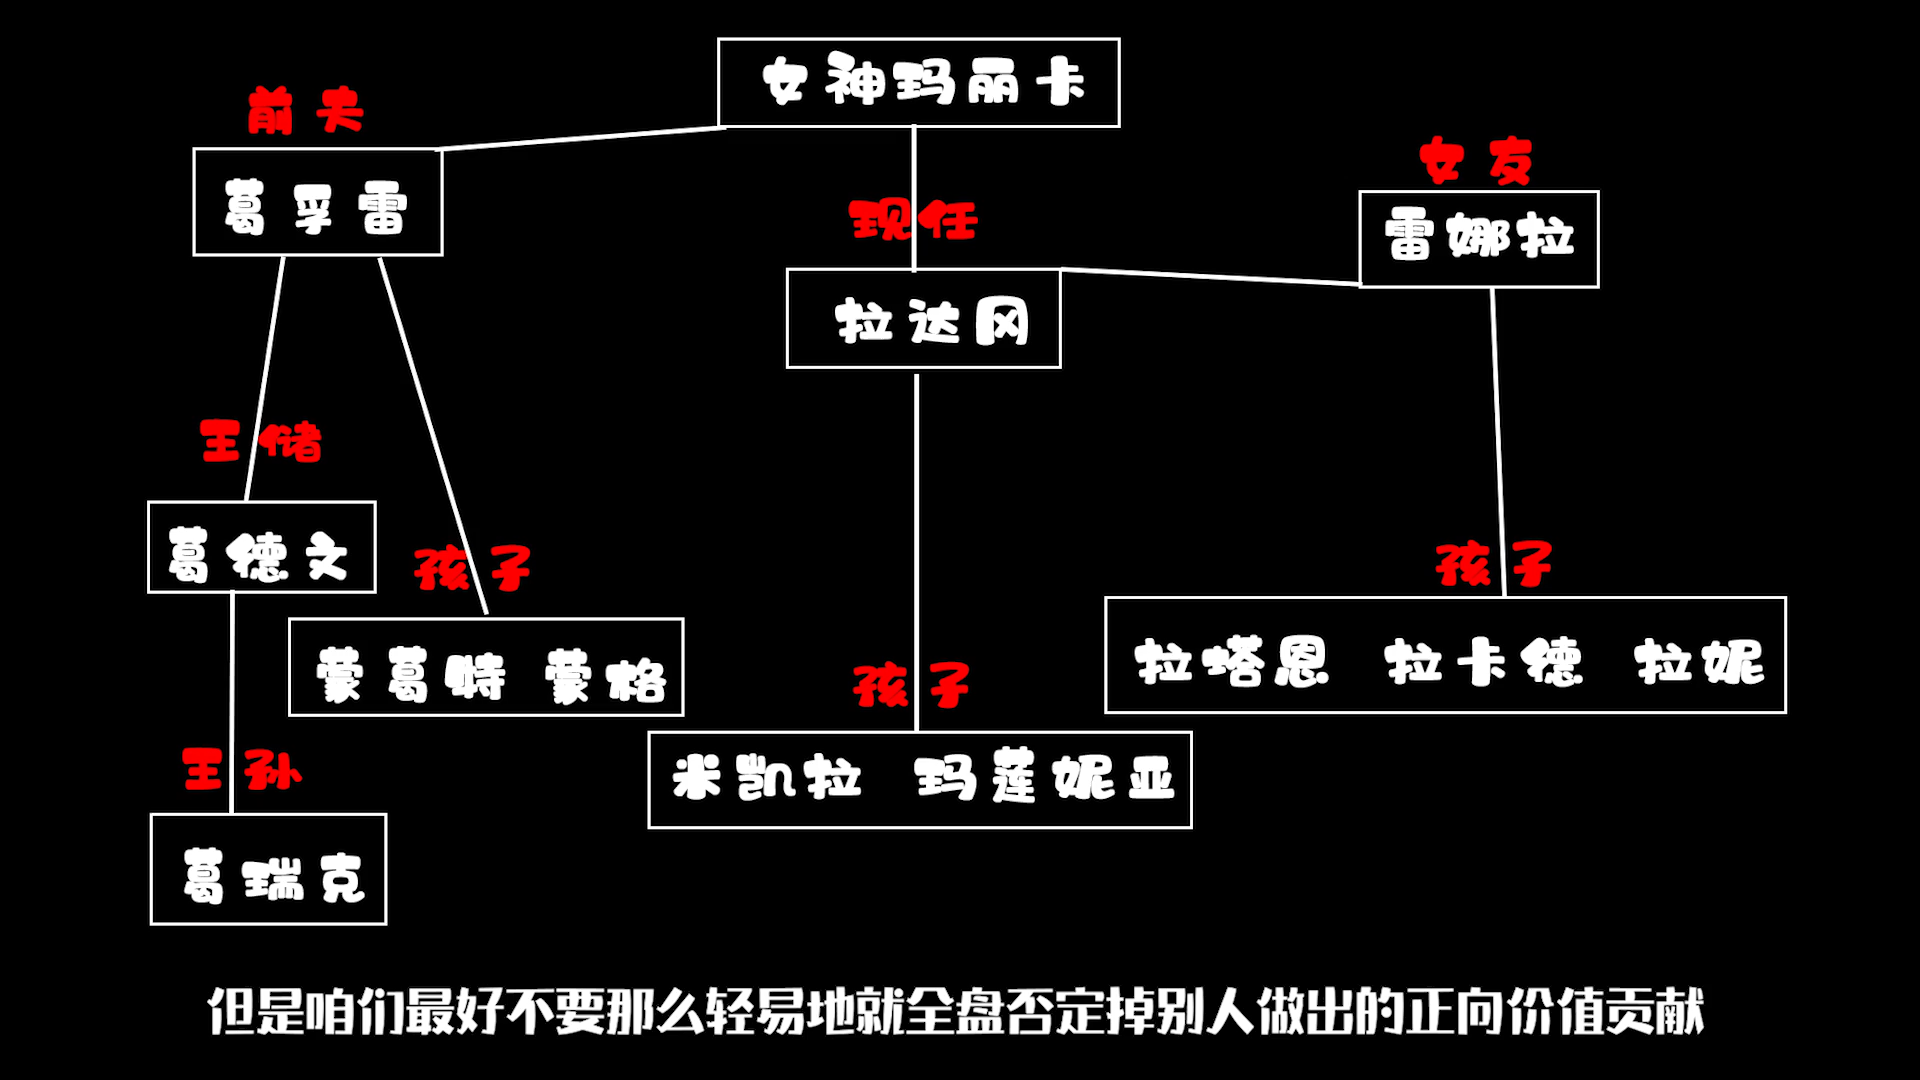 女神玛丽卡
前夫
女友
葛孚雷
现任
雷娜拉
拉达冈
王储
葛德文
孩子
孩子
拉塔恩 拉卡德 拉妮
蒙葛特 蒙格
孩子
王孙
米凯拉 玛莲妮亚
葛瑞克
但是咱们最好不要那么轻易地就全盘否定掉别人做出的正向价值贡献